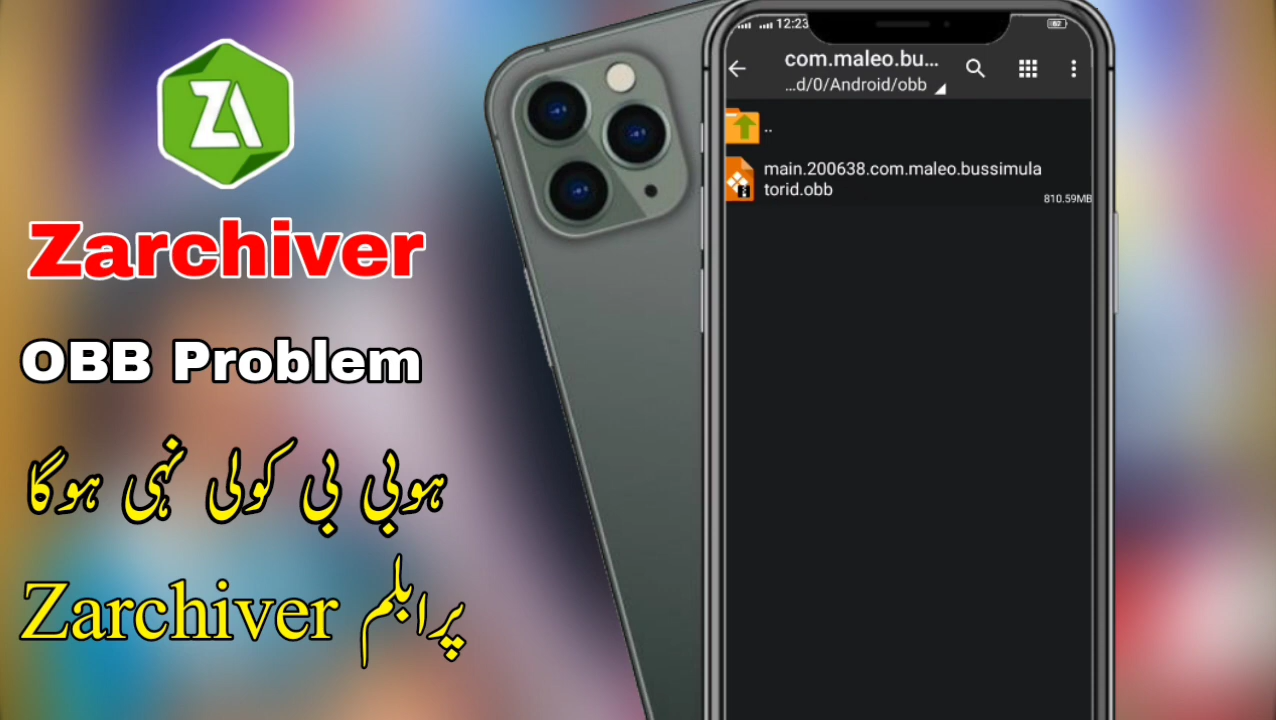 ZA
Zarchiver
OBB Problem
ہوبی بی کولی نہی ہوگا
پرابلم Zarchiver
12:23
62
com.maleo.bu...
...d/0/Android/obb
..
main.200638.com.maleo.bussimula
torid.obb
810.59MB